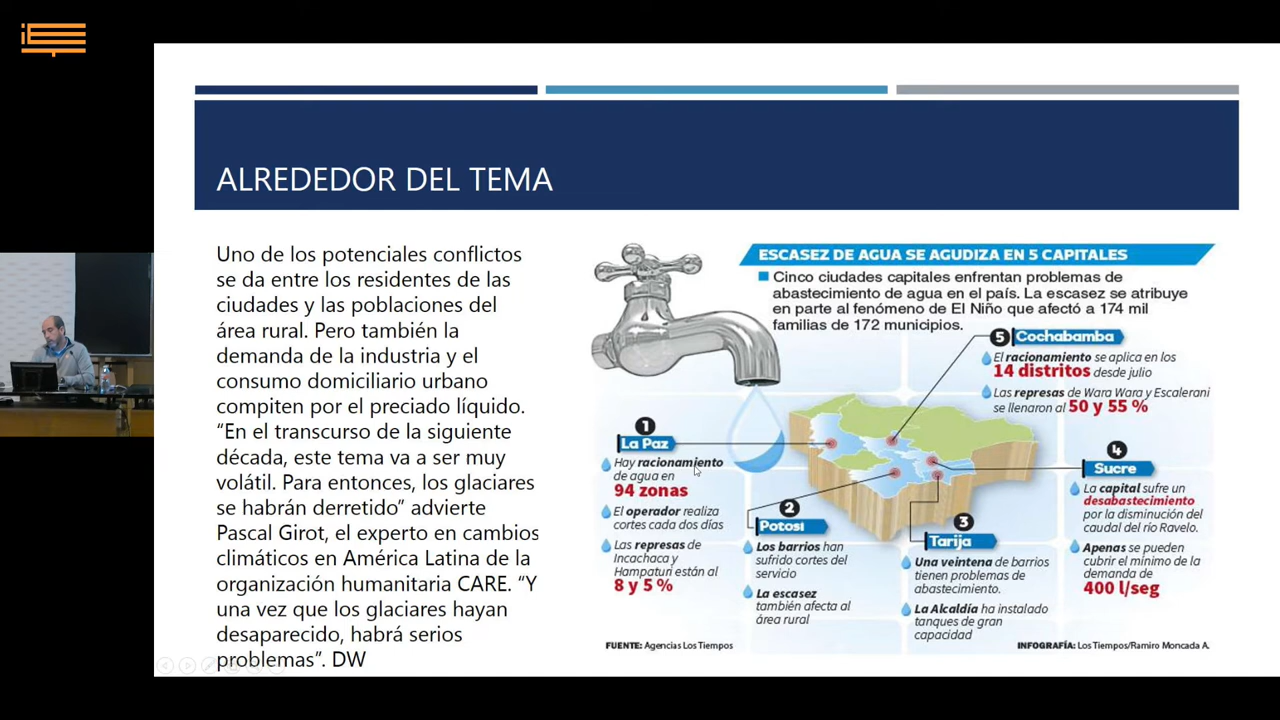 ALREDEDOR DEL TEMA
Uno de los potenciales conflictos
se da entre los residentes de las
ciudades y las poblaciones del
área rural. Pero también la
demanda de la industria y el
consumo domiciliario urbano
compiten por el preciado líquido.
“En el transcurso de la siguiente
década, este tema va a ser muy
volátil. Para entonces, los glaciares
se habrán derretido” advierte
Pascal Girot, el experto en cambios
climáticos en América Latina de la
organización humanitaria CARE. “Y
una vez que los glaciares hayan
desaparecido, habrá serios
problemas”. DW
ESCASEZ DE AGUA SE AGUDIZA EN 5 CAPITALES
Cinco ciudades capitales enfrentan problemas de
abastecimiento de agua en el país. La escasez se atribuye
en parte al fenómeno de El Niño que afectó a 174 mil
familias de 172 municipios.
1
La Paz
Hay racionamiento
de agua en
94 zonas
El operador realiza
cortes cada dos días
Las represas de
Incachaca y
Hampaturi están al
8 y 5 %
2
Potosí
Los barrios han
sufrido cortes del
servicio
La escasez
también afecta al
área rural
3
Tarija
Una veintena de barrios
tienen problemas de
abastecimiento.
La Alcaldía ha instalado
tanques de gran
capacidad
4
Sucre
La capital sufre un
desabastecimiento
por la disminución del
caudal del río Ravelo.
Apenas se pueden
cubrir el mínimo de la
demanda de
400 l/seg
5
Cochabamba
El racionamiento se aplica en los
14 distritos desde julio
Las represas de Wara Wara y Escalerani
se llenaron al 50 y 55 %
FUENTE: Agencias Los Tiempos
INFOGRAFÍA: Los Tiempos/Ramiro Moncada A.